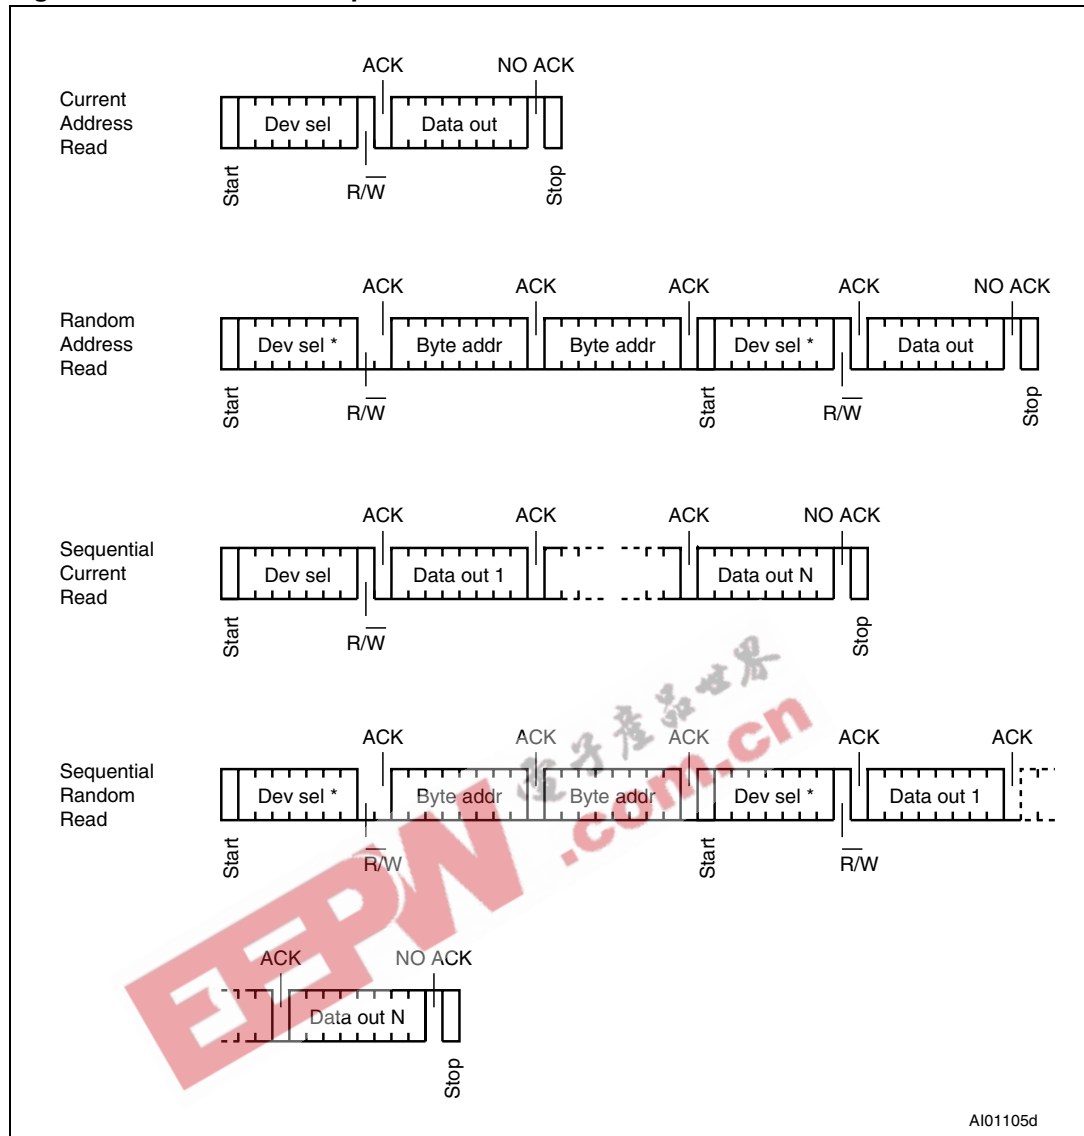 ACK NO ACK
Current
Address
Read
Dev sel Data out
Start R/W̅ Stop
ACK ACK ACK ACK NO ACK
Random
Address
Read
Dev sel * Byte addr Byte addr Dev sel * Data out
Start R/W̅ Start R/W̅ Stop
ACK ACK ACK NO ACK
Sequential
Current
Read
Dev sel Data out 1 Data out N
Start R/W̅ Stop
ACK ACK ACK ACK ACK
Sequential
Random
Read
Dev sel * Byte addr Byte addr Dev sel * Data out 1
Start R̅/W Start R̅/W
ACK NO ACK
Data out N
Stop
EEPW 電子産品世界
.com.cn
AI01105d